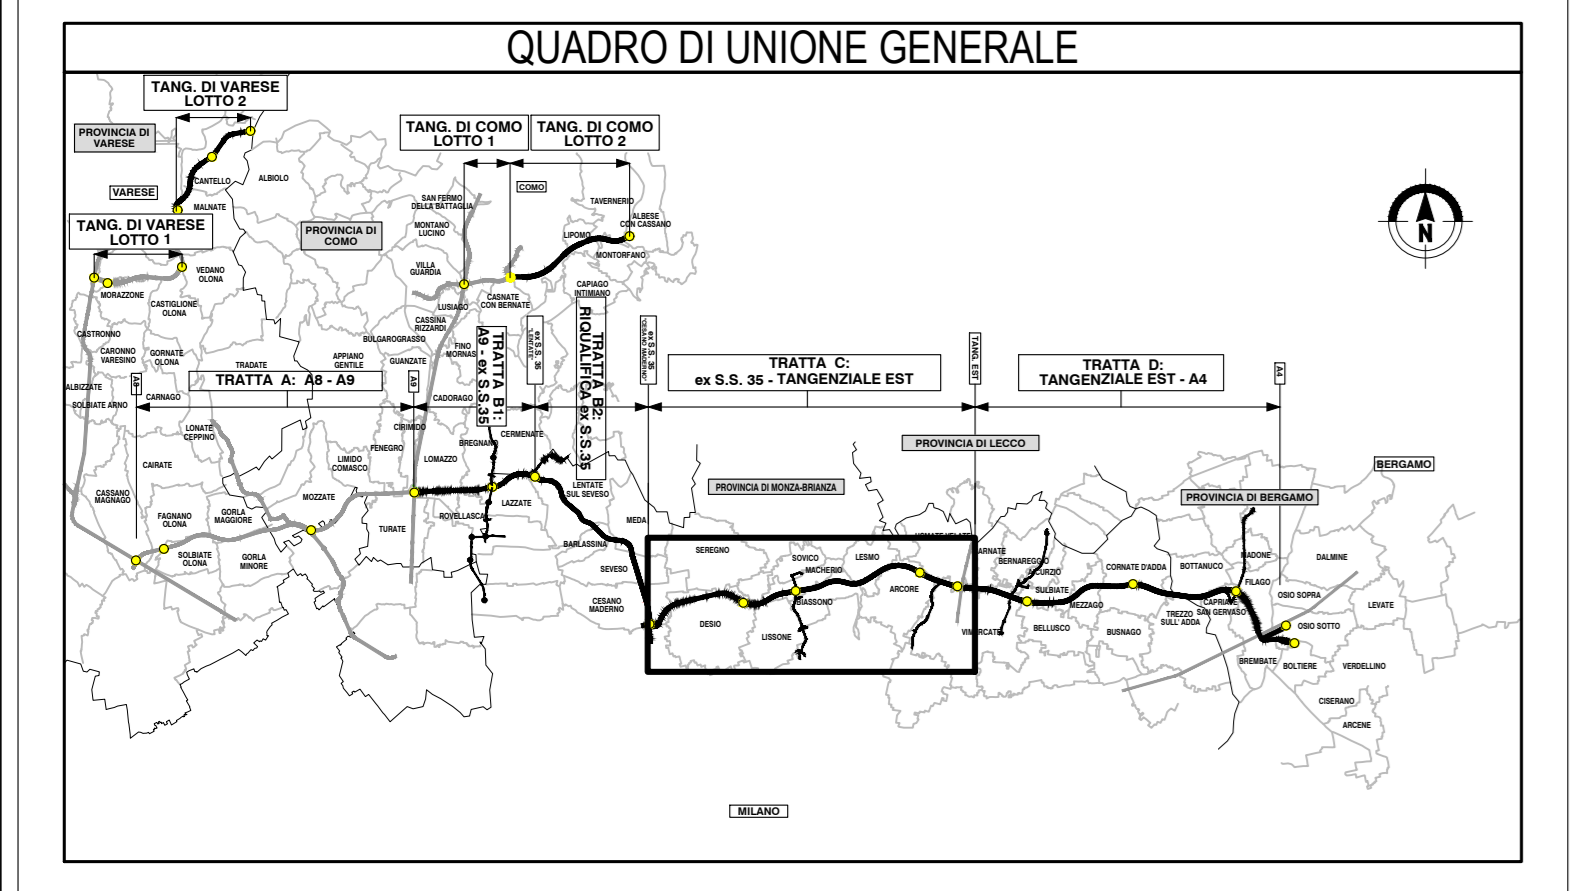 QUADRO DI UNIONE GENERALE
TANG. DI VARESE
LOTTO 2
PROVINCIA DI
VARESE
CANTELLO
ALBIOLO
VARESE
MALNATE
TANG. DI VARESE
LOTTO 1
PROVINCIA DI
COMO
VEDANO
OLONA
MORAZZONE
CASTIGLIONE
OLONA
CASTRONNO
CARONNO
VARESINO
GORNATE
OLONA
TRADATE
ALBIZZATE
SOLBIATE ARNO
CARNAGO
TANG. DI COMO
LOTTO 1
TANG. DI COMO
LOTTO 2
COMO
SAN FERMO
DELLA BATTAGLIA
MONTANO
LUCINO
VILLA
GUARDIA
TAVERNERIO
ALBESE
CON CASSANO
LIPOMO
MONTORFANO
CAPIAGO
INTIMIANO
CASNATE
CON BERNATE
LUSIAGO
CASSINA
RIZZARDI
BULGAROGRASSO
FINO
MORNAS
APPIANO
GENTILE
GUANZATE
CADORAGO
N
A8
TRATTA A: A8 - A9
A9
TRATTA B1:
A9 - ex S.S.35
ex S.S. 35
"LENTATE"
TRATTA B2:
RIQUALIFICA ex S.S.35
ex S.S. 35
"CESANO MADERNO"
TRATTA C:
ex S.S. 35 - TANGENZIALE EST
TANG. EST
TRATTA D:
TANGENZIALE EST - A4
A4
LONATE
CEPPINO
CIRIMIDO
FENEGRO
LIMIDO
COMASCO
LOMAZZO
BREGNANO
CERMENATE
CAIRATE
CASSANO
MAGNAGO
MOZZATE
FAGNANO
OLONA
GORLA
MAGGIORE
TURATE
ROVELLASCA
LAZZATE
LENTATE
SUL SEVESO
SOLBIATE
OLONA
GORLA
MINORE
MEDA
BARLASSINA
SEVESO
CESANO
MADERNO
PROVINCIA DI LECCO
PROVINCIA DI MONZA-BRIANZA
BERGAMO
PROVINCIA DI BERGAMO
SEREGNO
SOVICO
MACHERIO
LESMO
USMATE VELATE
BIASSONO
ARCORE
DESIO
LISSONE
CARNATE
BERNAREGGIO
AICURZIO
SULBIATE
MEZZAGO
VIMERCATE
BELLUSCO
BUSNAGO
CORNATE D'ADDA
BOTTANUCO
MADONE
FILAGO
CAPRIATE
SAN GERVASO
TREZZO
SULL' ADDA
DALMINE
OSIO SOPRA
OSIO SOTTO
LEVATE
BREMBATE
BOLTIERE
VERDELLINO
CISERANO
ARCENE
MILANO